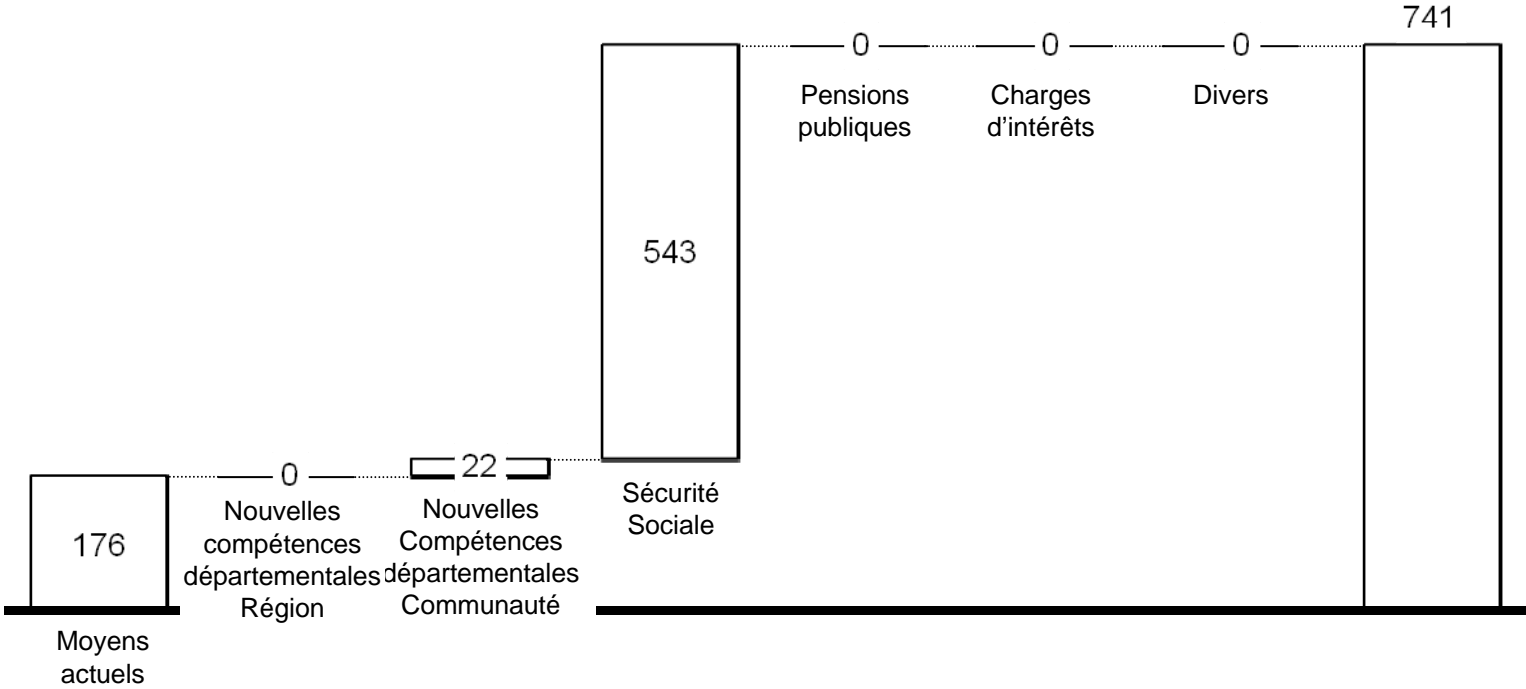 741
0
0
0
Pensions
publiques
Charges
d'intérêts
Divers
543
22
0
Sécurité
Sociale
Nouvelles
compétences
départementales
Région
Nouvelles
Compétences
départementales
Communauté
176
Moyens
actuels